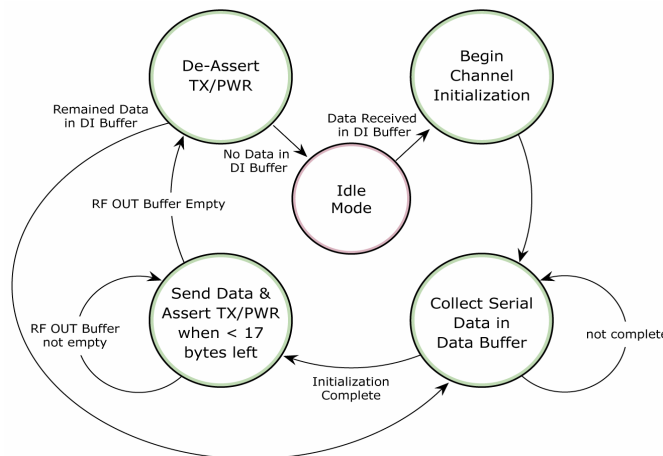 De-Assert
TX/PWR
Begin
Channel
Initialization
Remained Data
in DI Buffer
Data Received
in DI Buffer
No Data in
DI Buffer
Idle
Mode
RF OUT Buffer Empty
Send Data &
Assert TX/PWR
when < 17
bytes left
Collect Serial
Data in
Data Buffer
RF OUT Buffer
not empty
not complete
Initialization
Complete